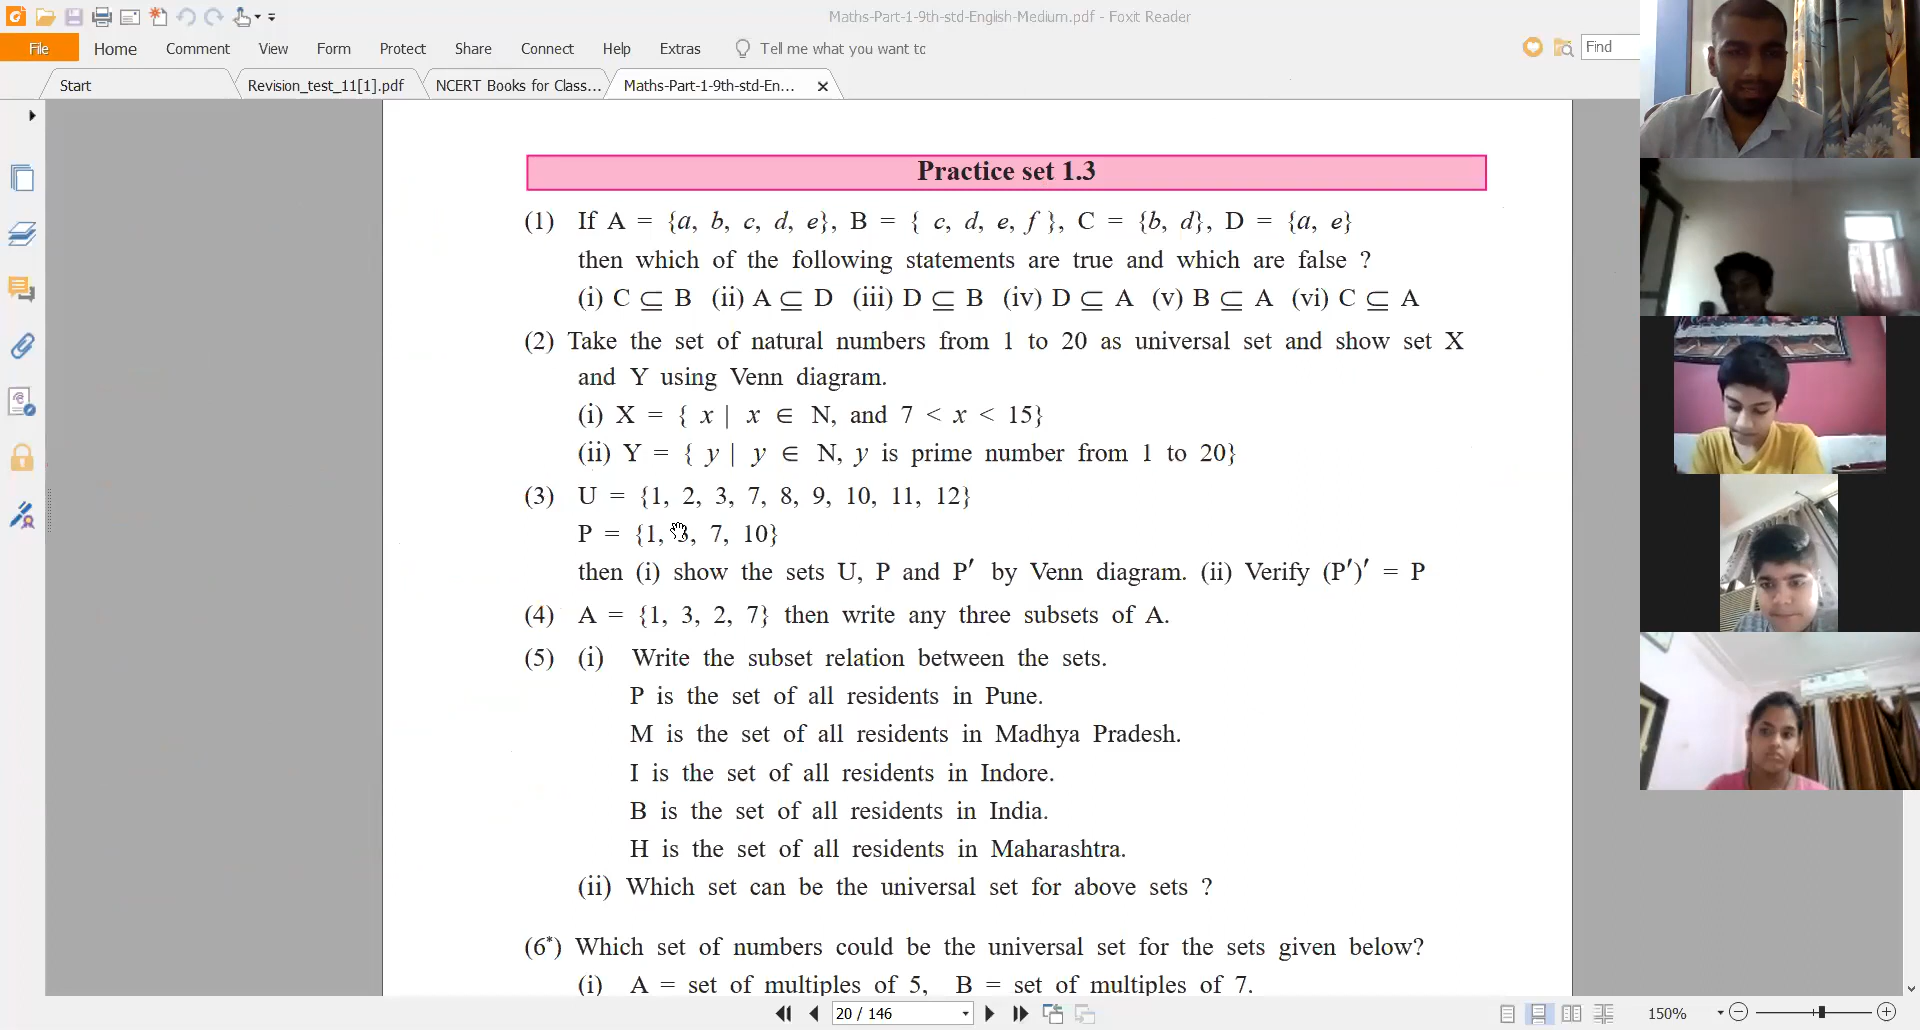 Maths-Part-1-9th-std-English-Medium.pdf - Foxit Reader
File Home Comment View Form Protect Share Connect Help Extras Tell me what you want to Find
Start Revision_test_11[1].pdf NCERT Books for Class... Maths-Part-1-9th-std-En...
Practice set 1.3
(1) If A = {a, b, c, d, e}, B = { c, d, e, f }, C = {b, d}, D = {a, e}
then which of the following statements are true and which are false ?
(i) C ⊆ B (ii) A ⊆ D (iii) D ⊆ B (iv) D ⊆ A (v) B ⊆ A (vi) C ⊆ A
(2) Take the set of natural numbers from 1 to 20 as universal set and show set X
and Y using Venn diagram.
(i) X = { x | x ∈ N, and 7 < x < 15}
(ii) Y = { y | y ∈ N, y is prime number from 1 to 20}
(3) U = {1, 2, 3, 7, 8, 9, 10, 11, 12}
P = {1, 3, 7, 10}
then (i) show the sets U, P and P′ by Venn diagram. (ii) Verify (P′)′ = P
(4) A = {1, 3, 2, 7} then write any three subsets of A.
(5) (i) Write the subset relation between the sets.
P is the set of all residents in Pune.
M is the set of all residents in Madhya Pradesh.
I is the set of all residents in Indore.
B is the set of all residents in India.
H is the set of all residents in Maharashtra.
(ii) Which set can be the universal set for above sets ?
(6*) Which set of numbers could be the universal set for the sets given below?
(i) A = set of multiples of 5, B = set of multiples of 7.
20 / 146 150%